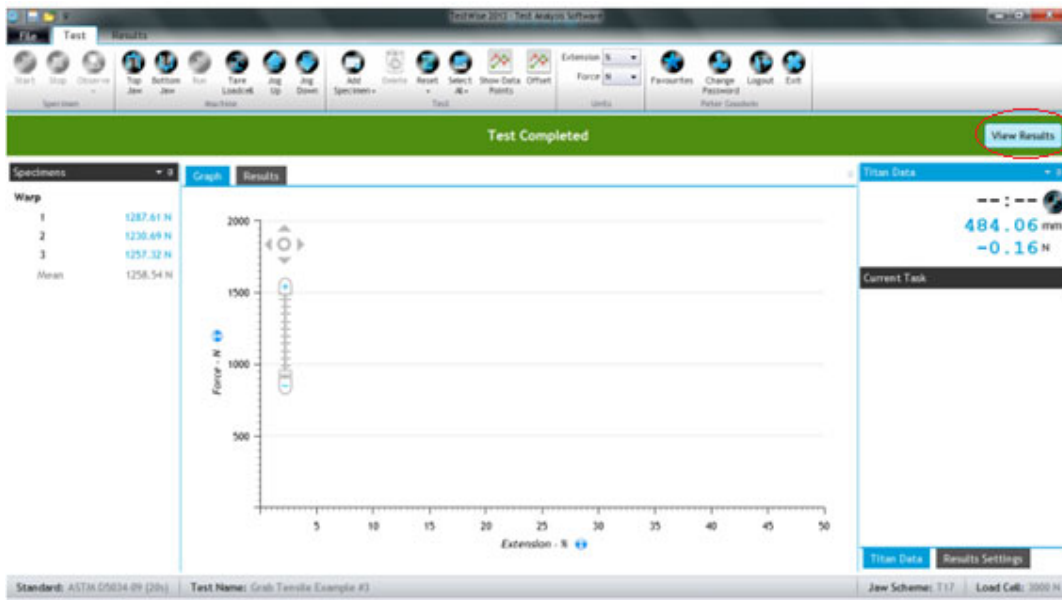 TestWise 2013 - Test Analysis Software
File Test Results
Start Stop Observe Top Jaw Bottom Jaw Run Tare Loadcell Jog Up Jog Down Add Specimen Delete Reset Select All Show Data Points Offset Extension % Force N Favourites Change Password Logout Exit
Specimen Machine Test Units Peter Goodwin
Test Completed View Results
Specimens
Warp
1 1287.61 N
2 1230.69 N
3 1257.32 N
Mean 1258.54 N
Graph Results
2000
1500
1000
500
Force - N
5 10 15 20 25 30 35 40 45 50
Extension - %
Titan Data
--:--
484.06 mm
-0.16 N
Current Task
Titan Data Results Settings
Standard: ASTM D5034-09 (20s) Test Name: Grab Tensile Example #3 Jaw Scheme: T17 Load Cell: 3000 N